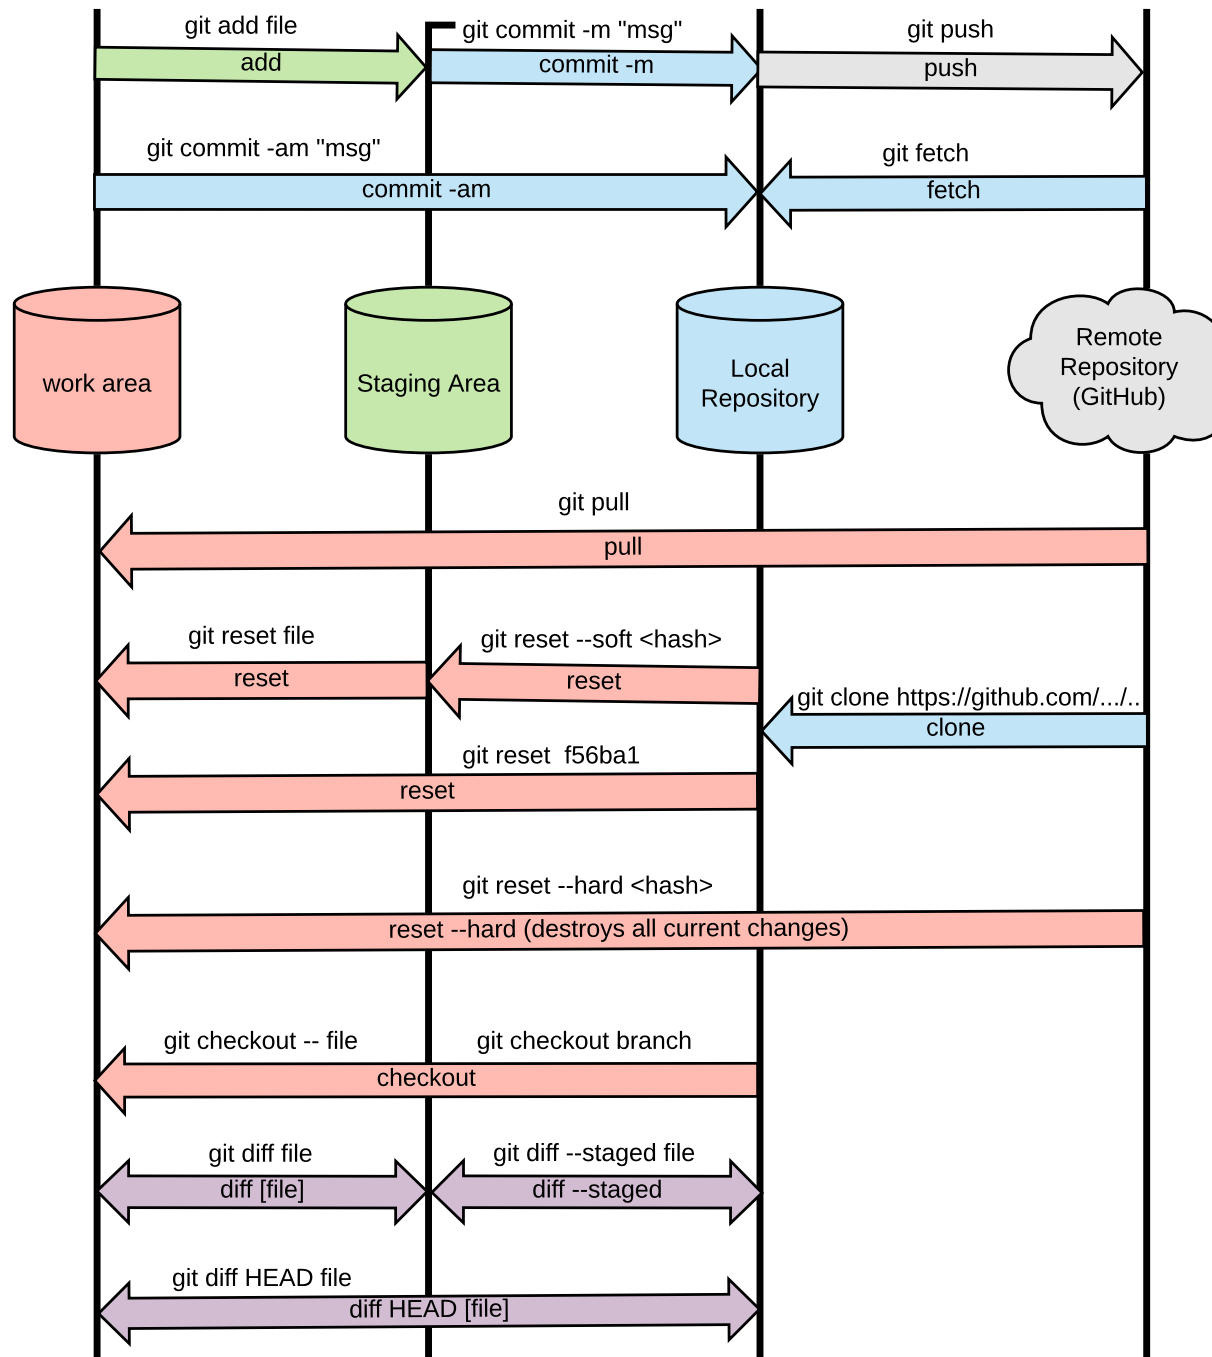 git add file
git commit -m "msg"
git push
add
commit -m
push
git commit -am "msg"
git fetch
commit -am
fetch
work area
Staging Area
Local
Repository
Remote
Repository
(GitHub)
git pull
pull
git reset file
git reset --soft <hash>
reset
reset
git clone https://github.com/.../..
clone
git reset  f56ba1
reset
git reset --hard <hash>
reset --hard (destroys all current changes)
git checkout -- file
git checkout branch
checkout
git diff file
git diff --staged file
diff [file]
diff --staged
git diff HEAD file
diff HEAD [file]